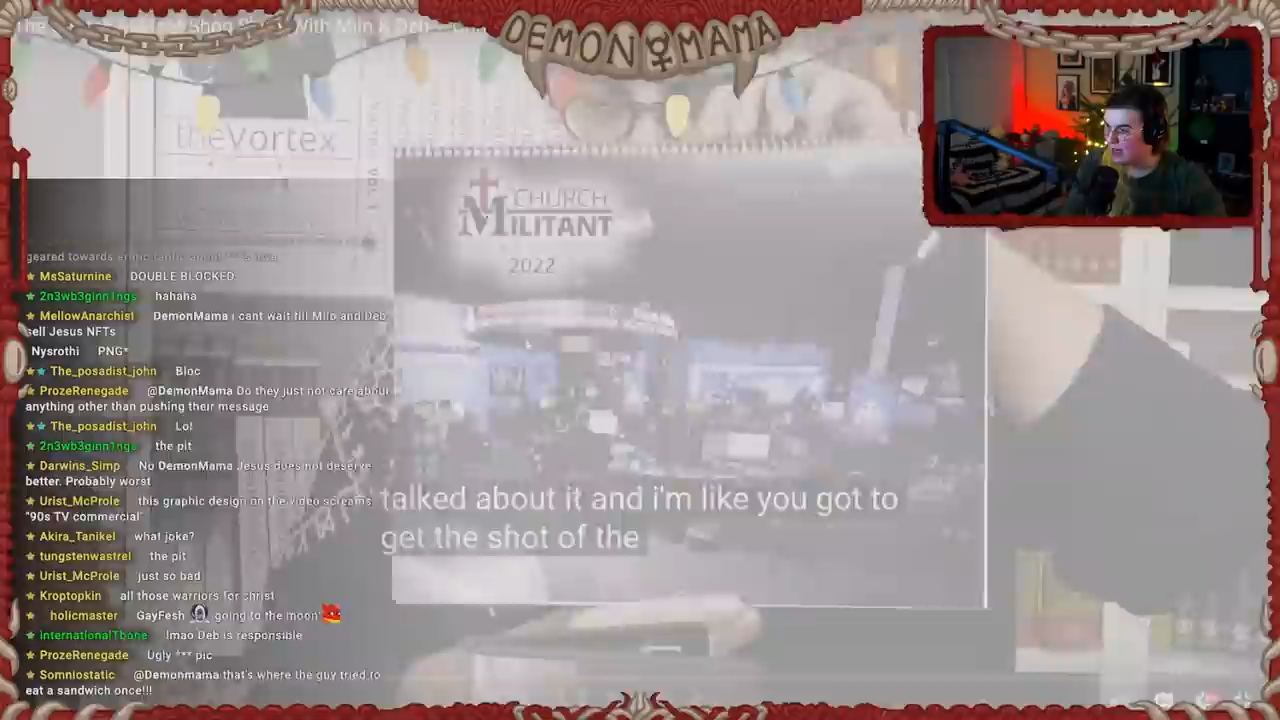 DEMON MAMA
theVortex
CHURCH
MILITANT
2022
MsSaturnine DOUBLE BLOCKED
2n3wb3ginn1ngs hahaha
MellowAnarchist DemonMama i cant wait till Milo and Deb
sell Jesus NFTs
Nysrothi PNG*
The_posadist_john Bloc
ProzeRenegade @DemonMama Do they just not care about
anything other than pushing their message
The_posadist_john Lol
2n3wb3ginn1ngs the pit
Darwins_Simp No DemonMama Jesus does not deserve
better. Probably worst
Urist_McProle this graphic design on the video screams
"90s TV commercial"
Akira_Tanikel what joke?
tungstenwastrel the pit
Urist_McProle just so bad
Kroptopkin all those warriors for christ
holicmaster GayFesh going to the moon
internationalTbone lmao Deb is responsible
ProzeRenegade Ugly *** pic
Somniostatic @Demonmama that's where the guy tried to
eat a sandwich once!!!
talked about it and i'm like you got to
get the shot of the